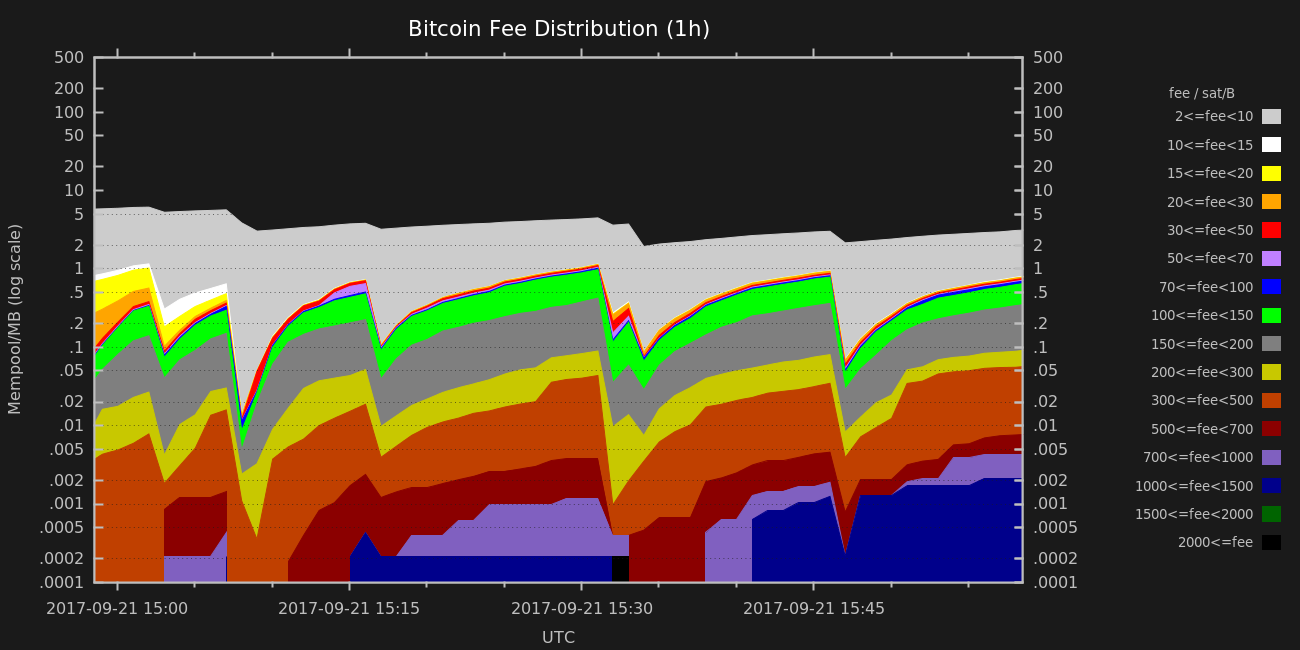 Bitcoin Fee Distribution (1h)
Mempool/MB (log scale)
500
200
100
50
20
10
5
2
1
.5
.2
.1
.05
.02
.01
.005
.002
.001
.0005
.0002
.0001
500
200
100
50
20
10
5
2
1
.5
.2
.1
.05
.02
.01
.005
.002
.001
.0005
.0002
.0001
2017-09-21 15:00
2017-09-21 15:15
2017-09-21 15:30
2017-09-21 15:45
UTC
fee / sat/B
2<=fee<10
10<=fee<15
15<=fee<20
20<=fee<30
30<=fee<50
50<=fee<70
70<=fee<100
100<=fee<150
150<=fee<200
200<=fee<300
300<=fee<500
500<=fee<700
700<=fee<1000
1000<=fee<1500
1500<=fee<2000
2000<=fee